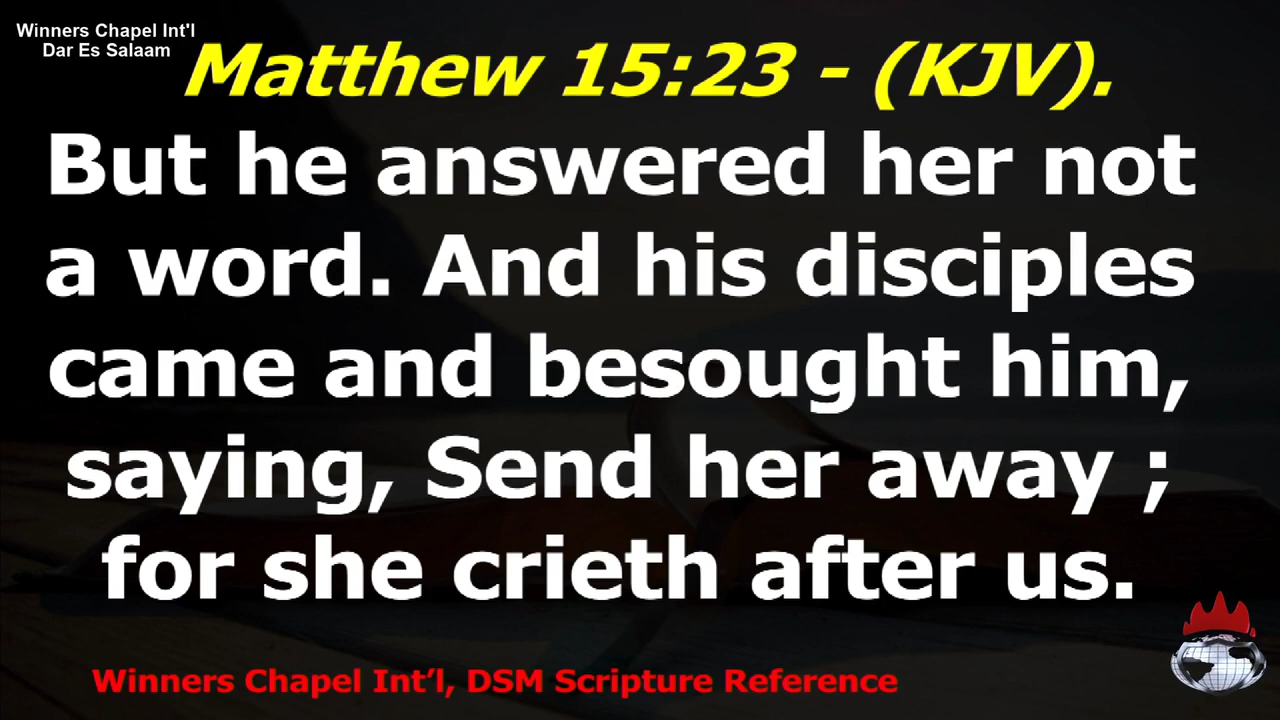 Winners Chapel Int'l
Dar Es Salaam
Matthew 15:23 - (KJV).
But he answered her not
a word. And his disciples
came and besought him,
saying, Send her away ;
for she crieth after us.
Winners Chapel Int’l, DSM Scripture Reference